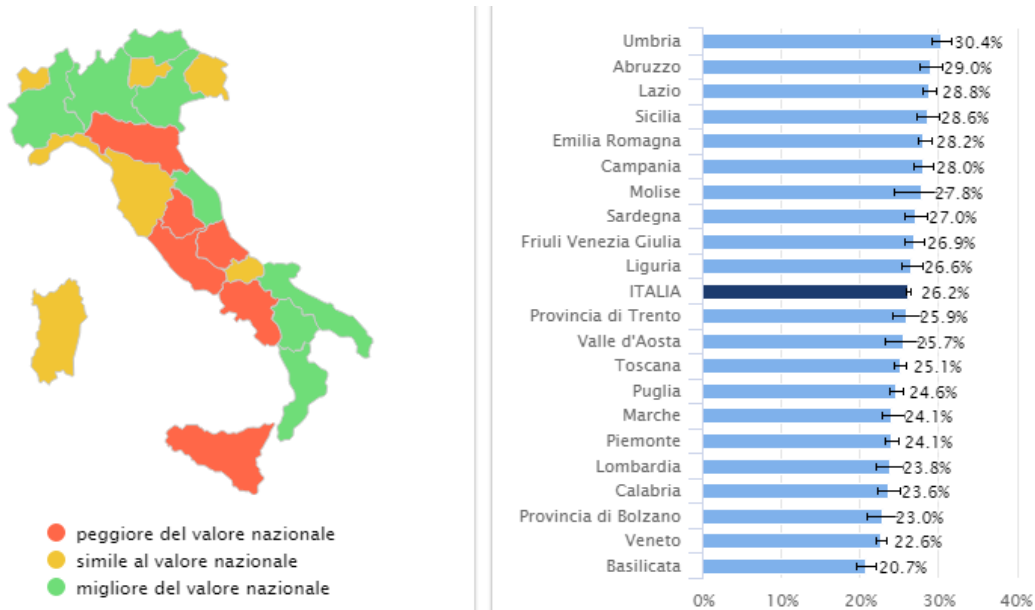 peggiore del valore nazionale
simile al valore nazionale
migliore del valore nazionale
Umbria 30.4%
Abruzzo 29.0%
Lazio 28.8%
Sicilia 28.6%
Emilia Romagna 28.2%
Campania 28.0%
Molise 27.8%
Sardegna 27.0%
Friuli Venezia Giulia 26.9%
Liguria 26.6%
ITALIA 26.2%
Provincia di Trento 25.9%
Valle d'Aosta 25.7%
Toscana 25.1%
Puglia 24.6%
Marche 24.1%
Piemonte 24.1%
Lombardia 23.8%
Calabria 23.6%
Provincia di Bolzano 23.0%
Veneto 22.6%
Basilicata 20.7%
0% 10% 20% 30% 40%